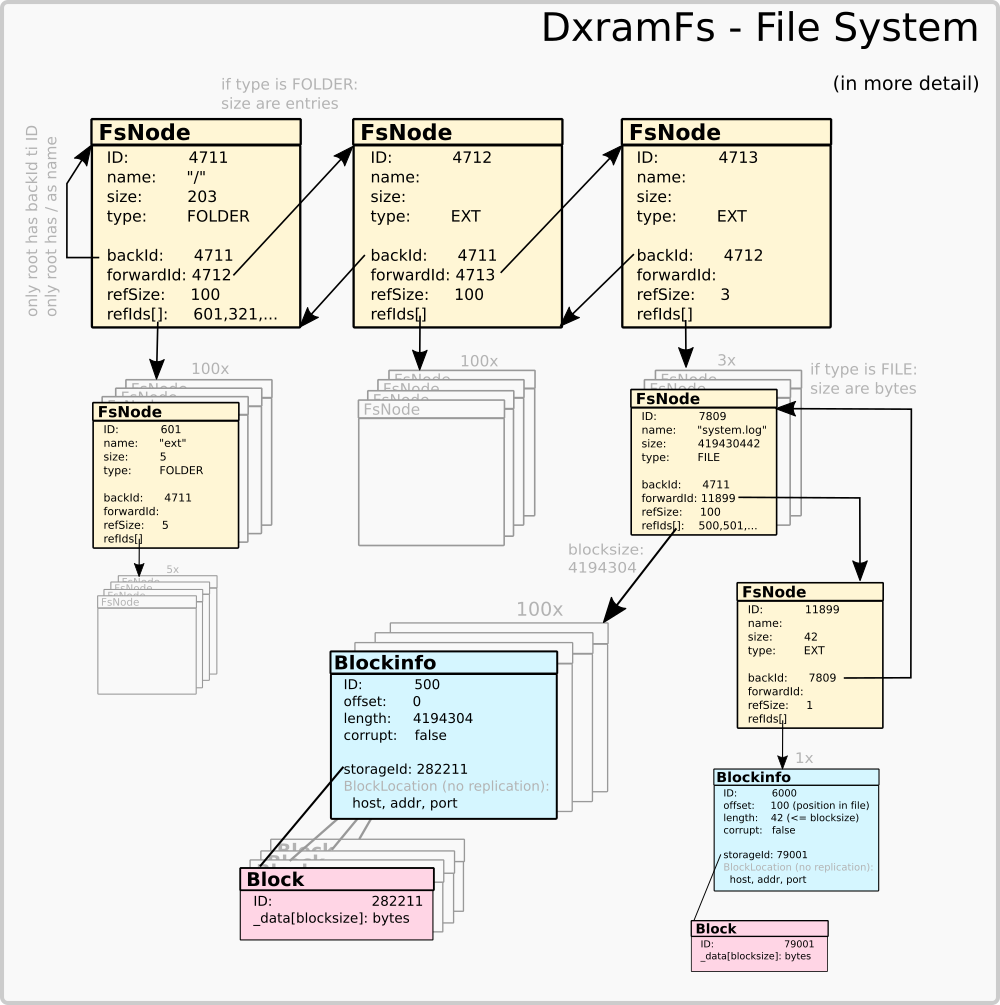 DxramFs - File System
(in more detail)
if type is FOLDER:
size are entries
only root has backId ti ID
only root has / as name
FsNode
ID: 4711
name: "/"
size: 203
type: FOLDER
backId: 4711
forwardId: 4712
refSize: 100
refIds[]: 601,321,...
FsNode
ID: 4712
name:
size:
type: EXT
backId: 4711
forwardId: 4713
refSize: 100
refIds[]
FsNode
ID: 4713
name:
size:
type: EXT
backId: 4712
forwardId:
refSize: 3
refIds[]
100x
FsNode
FsNode
ID: 601
name: "ext"
size: 5
type: FOLDER
backId: 4711
forwardId:
refSize: 5
refIds[]
5x
FsNode
FsNode
FsNode
FsNode
100x
FsNode
FsNode
FsNode
FsNode
3x
if type is FILE:
size are bytes
FsNode
FsNode
ID: 7809
name: "system.log"
size: 419430442
type: FILE
backId: 4711
forwardId: 11899
refSize: 100
refIds[]: 500,501,...
blocksize:
4194304
FsNode
ID: 11899
name:
size: 42
type: EXT
backId: 7809
forwardId:
refSize: 1
refIds[]
100x
Blockinfo
ID: 500
offset: 0
length: 4194304
corrupt: false
storageId: 282211
BlockLocation (no replication):
host, addr, port
Block
Block
Block
Block
ID: 282211
_data[blocksize]: bytes
1x
Blockinfo
ID: 6000
offset: 100 (position in file)
length: 42 (<= blocksize)
corrupt: false
storageId: 79001
BlockLocation (no replication):
host, addr, port
Block
ID: 79001
_data[blocksize]: bytes